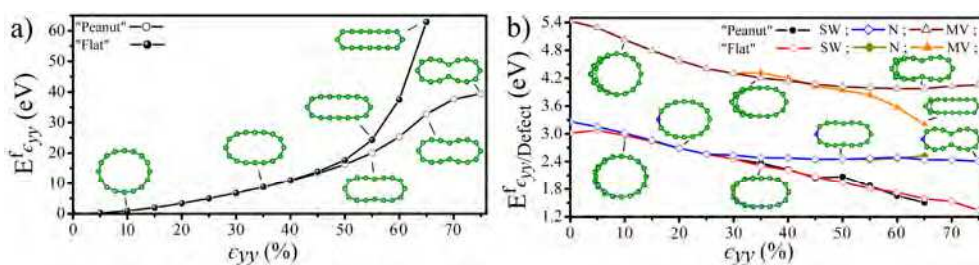 a)
"Peanut"
"Flat"
60
50
40
30
20
10
0
E^f_εyy (eV)
0 10 20 30 40 50 60 70
εyy (%)
b)
5.4
4.8
4.2
3.6
3.0
2.4
1.8
1.2
E^f_εyy/Defect (eV)
"Peanut" SW ; N ; MV ;
"Flat" SW ; N ; MV ;
0 10 20 30 40 50 60 70
εyy (%)